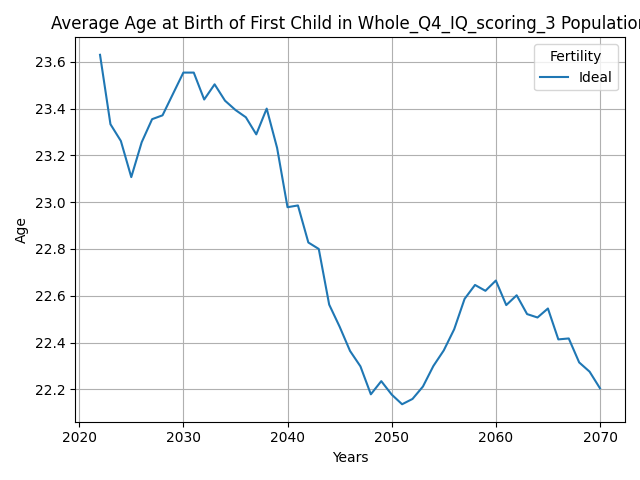 Average Age at Birth of First Child in Whole_Q4_IQ_scoring_3 Population
Fertility
Ideal
23.6
23.4
23.2
23.0
22.8
22.6
22.4
22.2
Age
2020 2030 2040 2050 2060 2070
Years